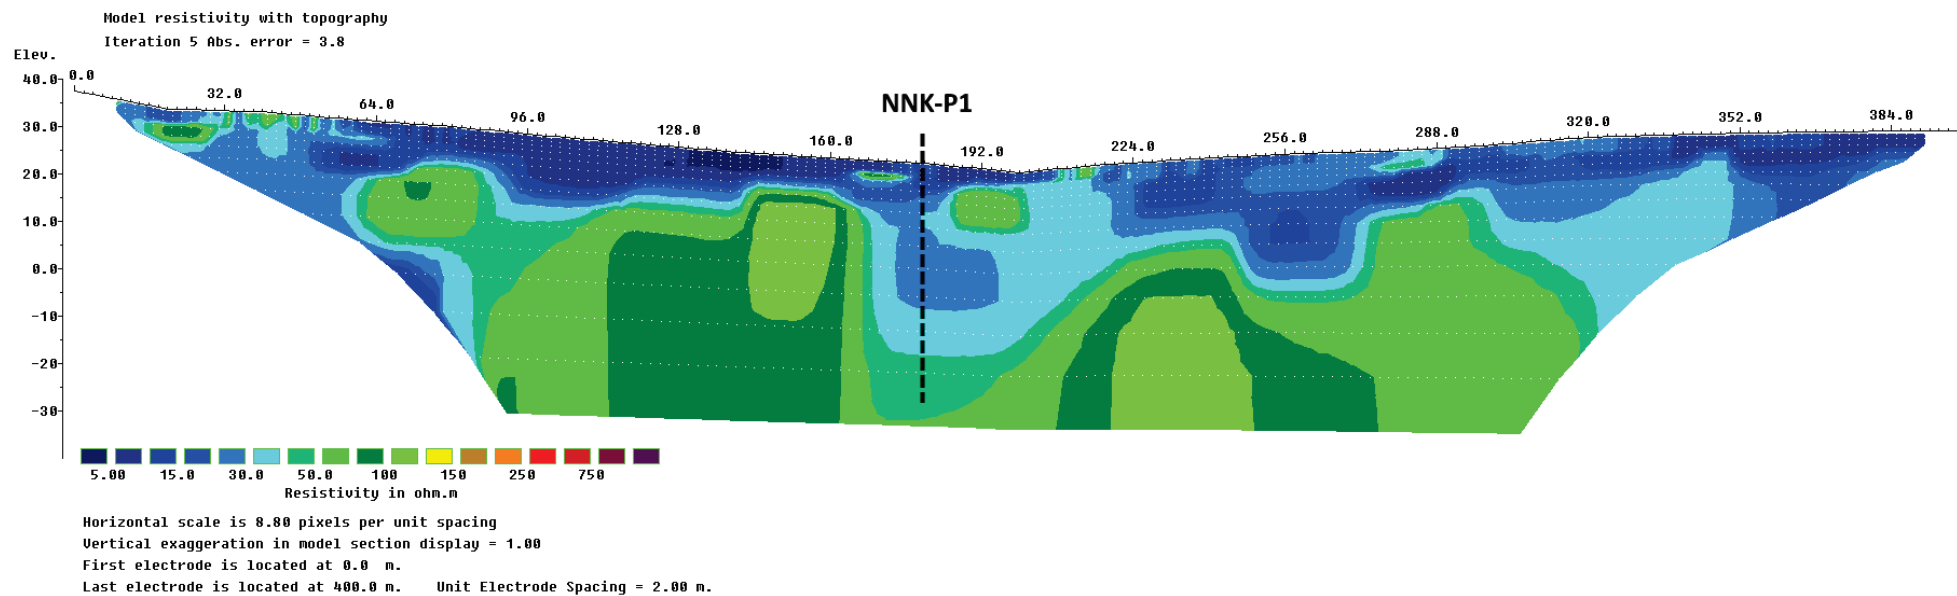 Model resistivity with topography
Iteration 5 Abs. error = 3.8
Elev.
40.0
30.0
20.0
10.0
0.0
-10
-20
-30
0.0
32.0
64.0
96.0
128.0
160.0
NNK-P1
192.0
224.0
256.0
288.0
320.0
352.0
384.0
5.00 15.0 30.0 50.0 100 150 250 750
Resistivity in ohm.m
Horizontal scale is 8.80 pixels per unit spacing
Vertical exaggeration in model section display = 1.00
First electrode is located at 0.0 m.
Last electrode is located at 400.0 m. Unit Electrode Spacing = 2.00 m.